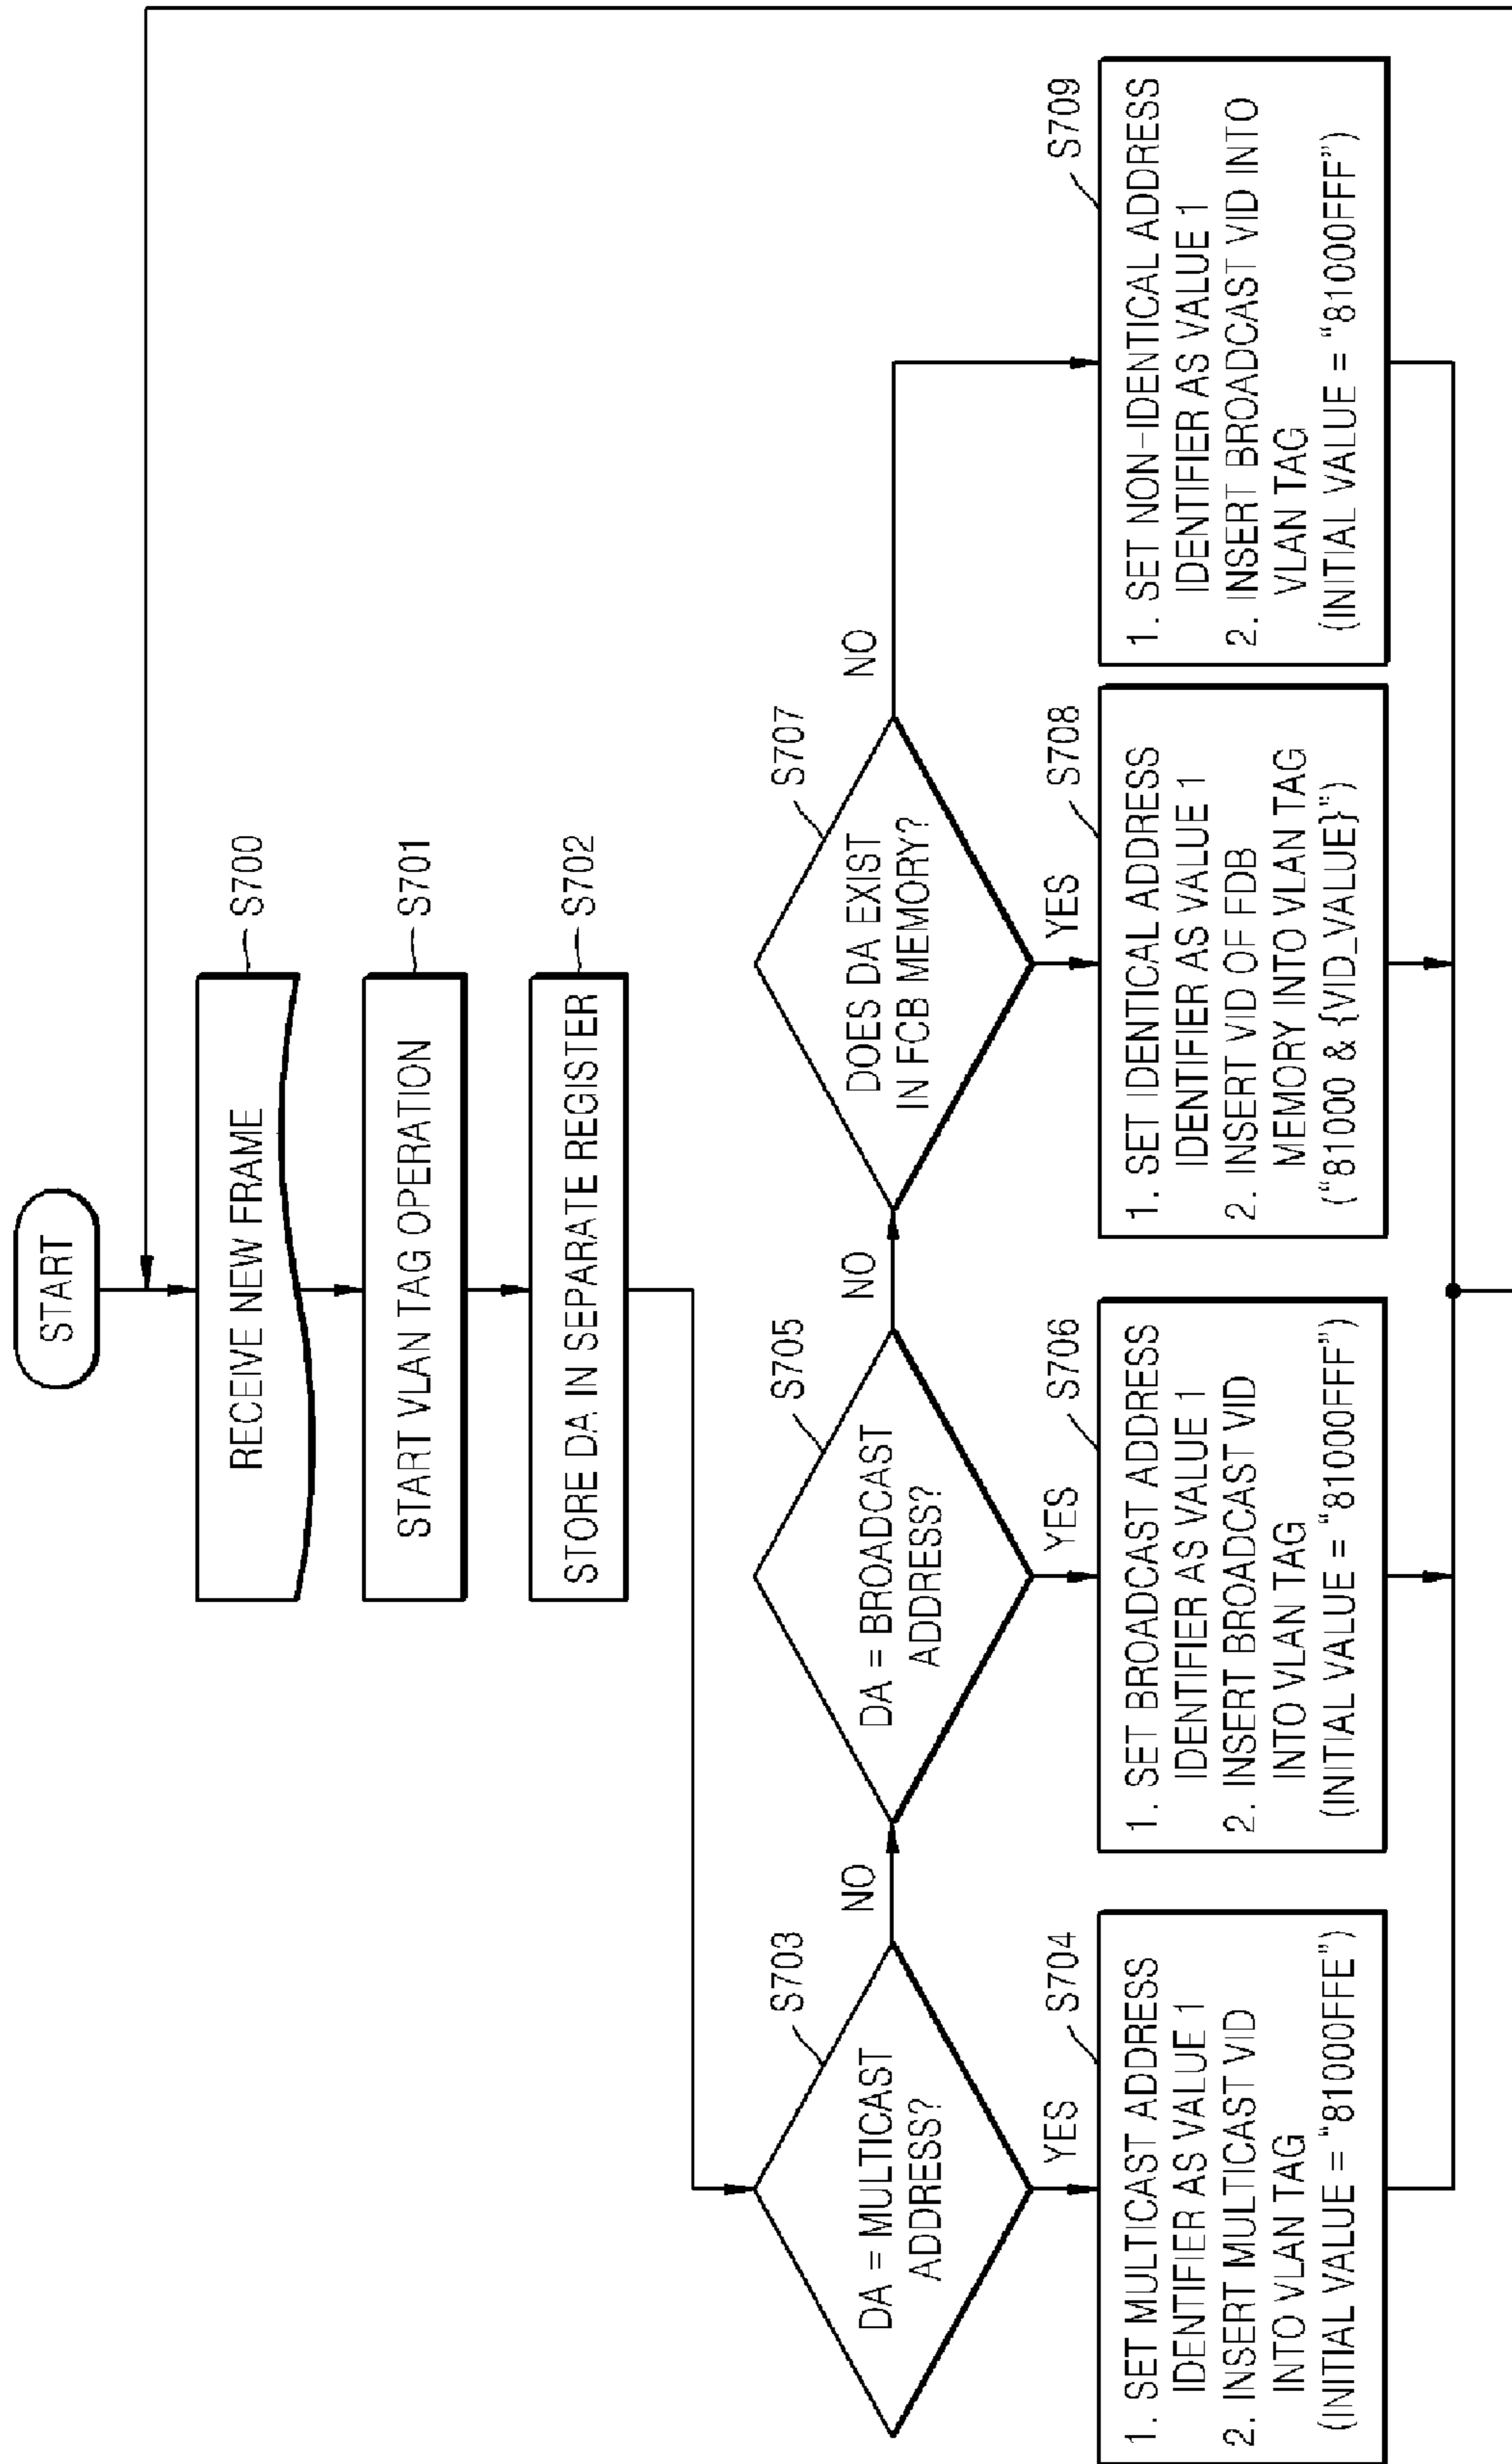 START
RECEIVE NEW FRAME
S700
START VLAN TAG OPERATION
S701
STORE DA IN SEPARATE REGISTER
S702
DA = MULTICAST
ADDRESS?
S703
NO
YES
DA = BROADCAST
ADDRESS?
S705
NO
YES
DOES DA EXIST
IN FCB MEMORY?
S707
NO
YES
S704
1. SET MULTICAST ADDRESS
IDENTIFIER AS VALUE 1
2. INSERT MULTICAST VID
INTO VLAN TAG
(INITIAL VALUE = “81000FFE”)
S706
1. SET BROADCAST ADDRESS
IDENTIFIER AS VALUE 1
2. INSERT BROADCAST VID
INTO VLAN TAG
(INITIAL VALUE = “81000FFF”)
S708
1. SET IDENTICAL ADDRESS
IDENTIFIER AS VALUE 1
2. INSERT VID OF FDB
MEMORY INTO VLAN TAG
(“81000 & {VID_VALUE}”)
S709
1. SET NON-IDENTICAL ADDRESS
IDENTIFIER AS VALUE 1
2. INSERT BROADCAST VID INTO
VLAN TAG
(INITIAL VALUE = “81000FFF”)